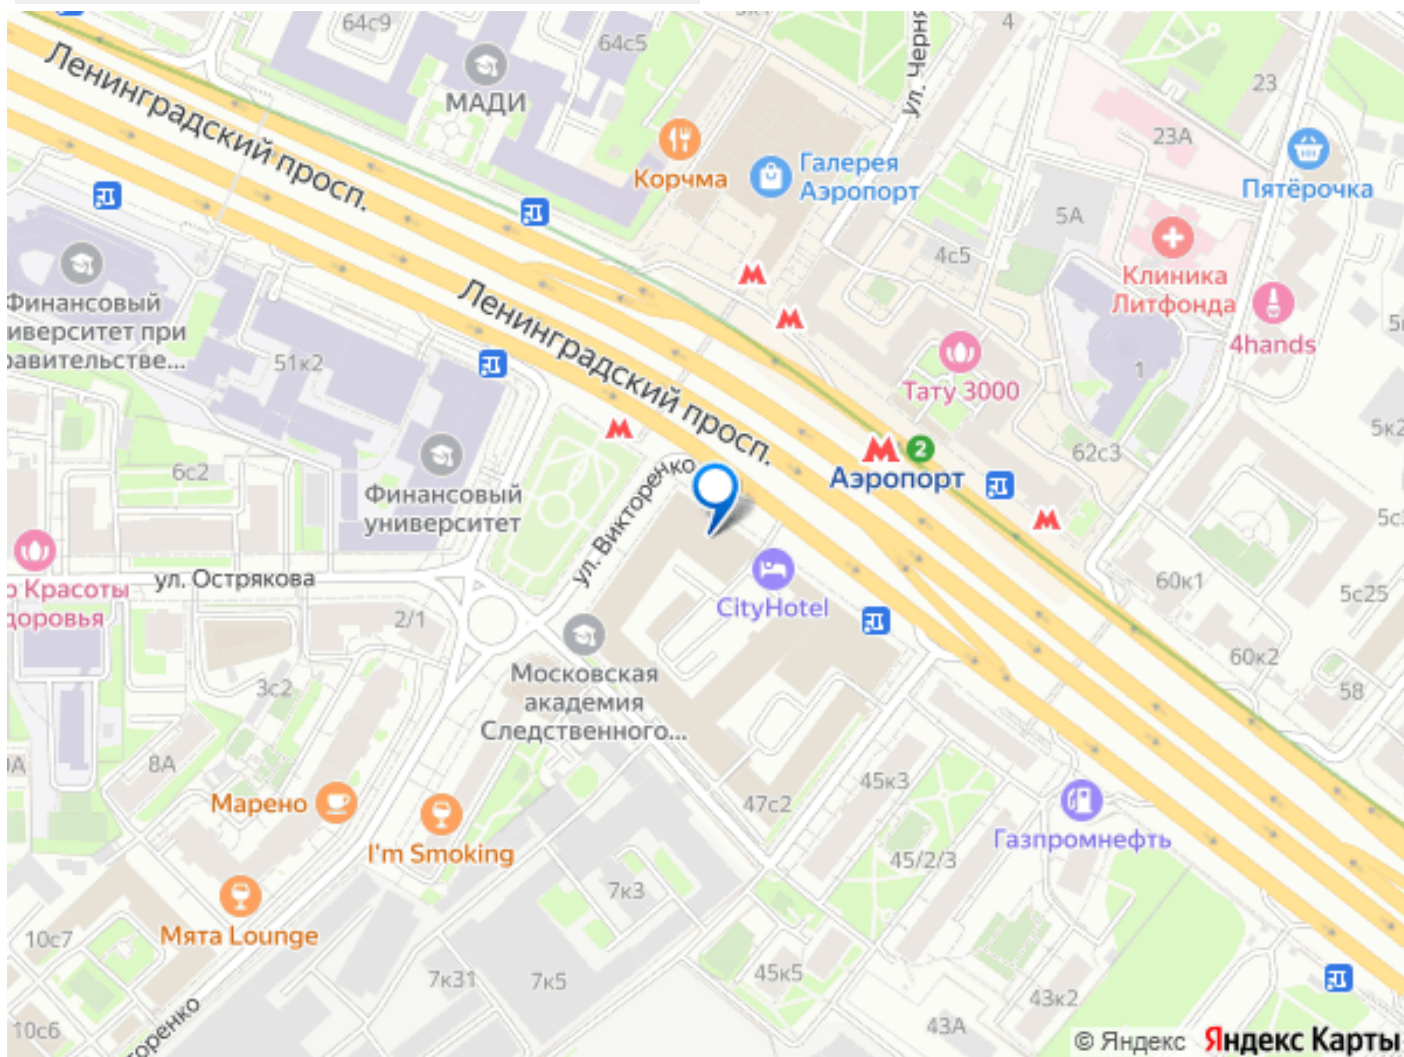 64с9
64с5
4
ул. Черня
Ленинградский просп.
МАДИ
23
23А
Корчма
Галерея
Аэропорт
Пятёрочка
5А
4с5
Клиника
Литфонда
Финансовый
иверситет при
равительстве...
51к2
Ленинградский просп.
4hands
Тату 3000
1
5к2
6с2
Финансовый
университет
ул. Викторенко
Аэропорт
2
62с3
60к1
5с25
ул. Острякова
о Красоты
доровья
2/1
CityHotel
60к2
58
3с2
Московская
академия
Следственного...
8А
Марено
I'm Smoking
47с2
45к3
Газпромнефть
45/2/3
7к3
Мята Lounge
10с7
7к31
7к5
45к5
43к2
43А
10с6
торенко
© Яндекс Яндекс Карты